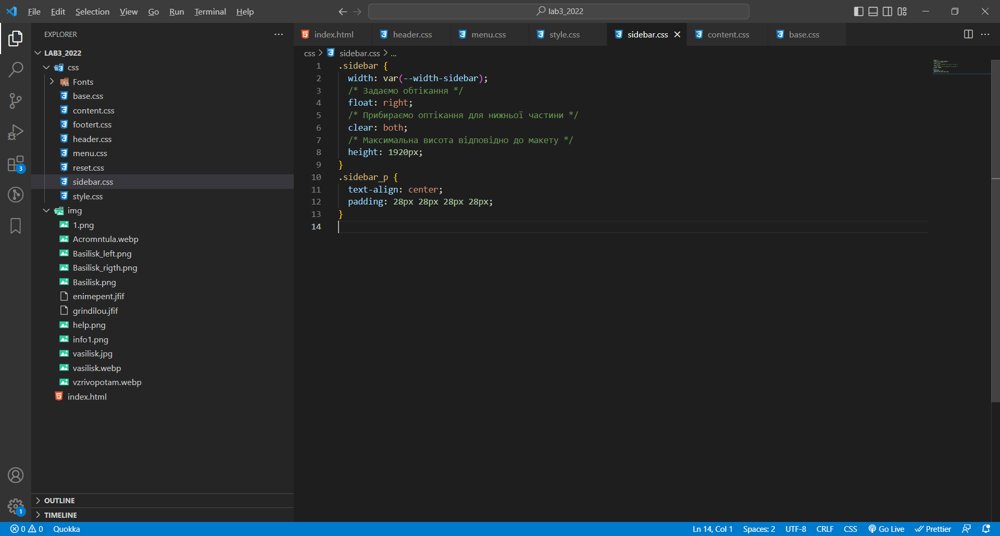 File Edit Selection View Go Run Terminal Help
lab3_2022
EXPLORER
LAB3_2022
css
Fonts
base.css
content.css
footert.css
header.css
menu.css
reset.css
sidebar.css
style.css
img
1.png
Acromntula.webp
Basilisk_left.png
Basilisk_rigth.png
Basilisk.png
enimepent.jfif
grindilou.jfif
help.png
info1.png
vasilisk.jpg
vasilisk.webp
vzrivopotam.webp
index.html
OUTLINE
TIMELINE
3
1
index.html header.css menu.css style.css sidebar.css content.css base.css
css > sidebar.css > ...
1 .sidebar {
2 width: var(--width-sidebar);
3 /* Задаємо обтікання */
4 float: right;
5 /* Прибираємо оптікання для нижньої частини */
6 clear: both;
7 /* Максимальна висота відповідно до макету */
8 height: 1920px;
9 }
10 .sidebar_p {
11 text-align: center;
12 padding: 28px 28px 28px 28px;
13 }
14
0 0 Quokka Ln 14, Col 1 Spaces: 2 UTF-8 CRLF CSS Go Live Prettier